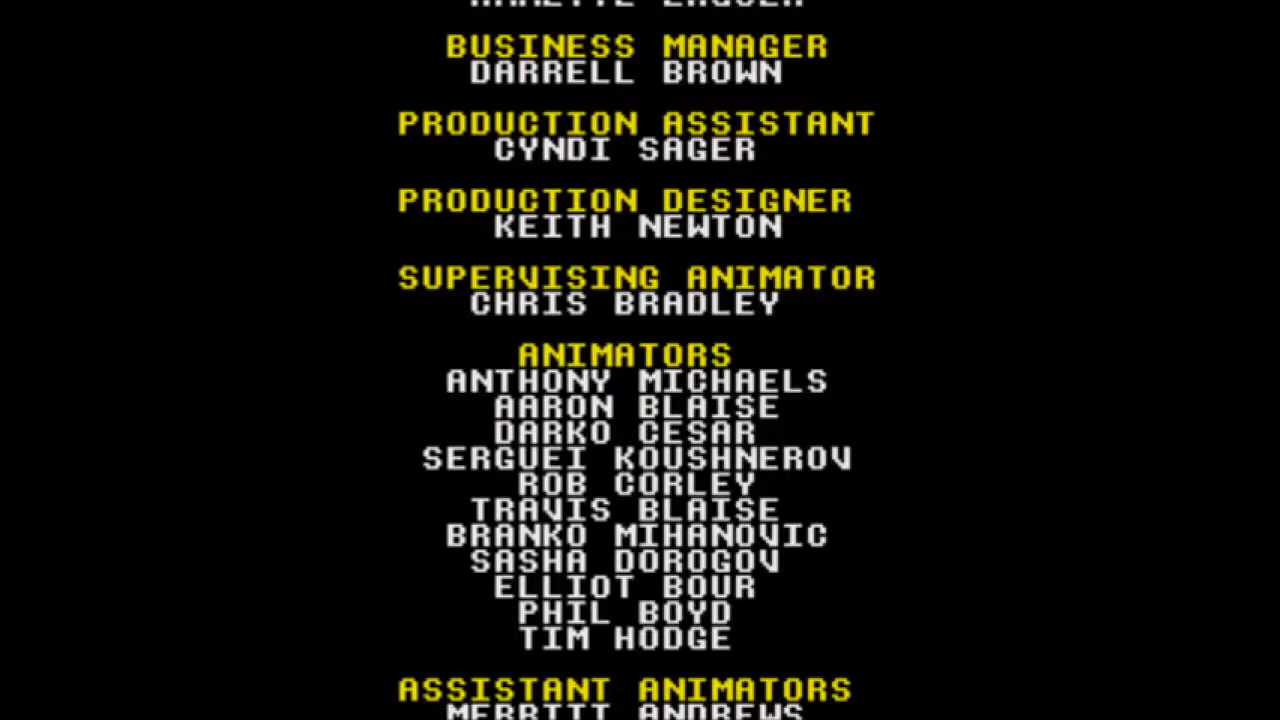 BUSINESS MANAGER
DARRELL BROWN
PRODUCTION ASSISTANT
CYNDI SAGER
PRODUCTION DESIGNER
KEITH NEWTON
SUPERVISING ANIMATOR
CHRIS BRADLEY
ANIMATORS
ANTHONY MICHAELS
AARON BLAISE
DARKO CESAR
SERGUEI KOUSHNEROV
ROB CORLEY
TRAVIS BLAISE
BRANKO MIHANOVIC
SASHA DOROGOV
ELLIOT BOUR
PHIL BOYD
TIM HODGE
ASSISTANT ANIMATORS
MERRITT ANDREWS